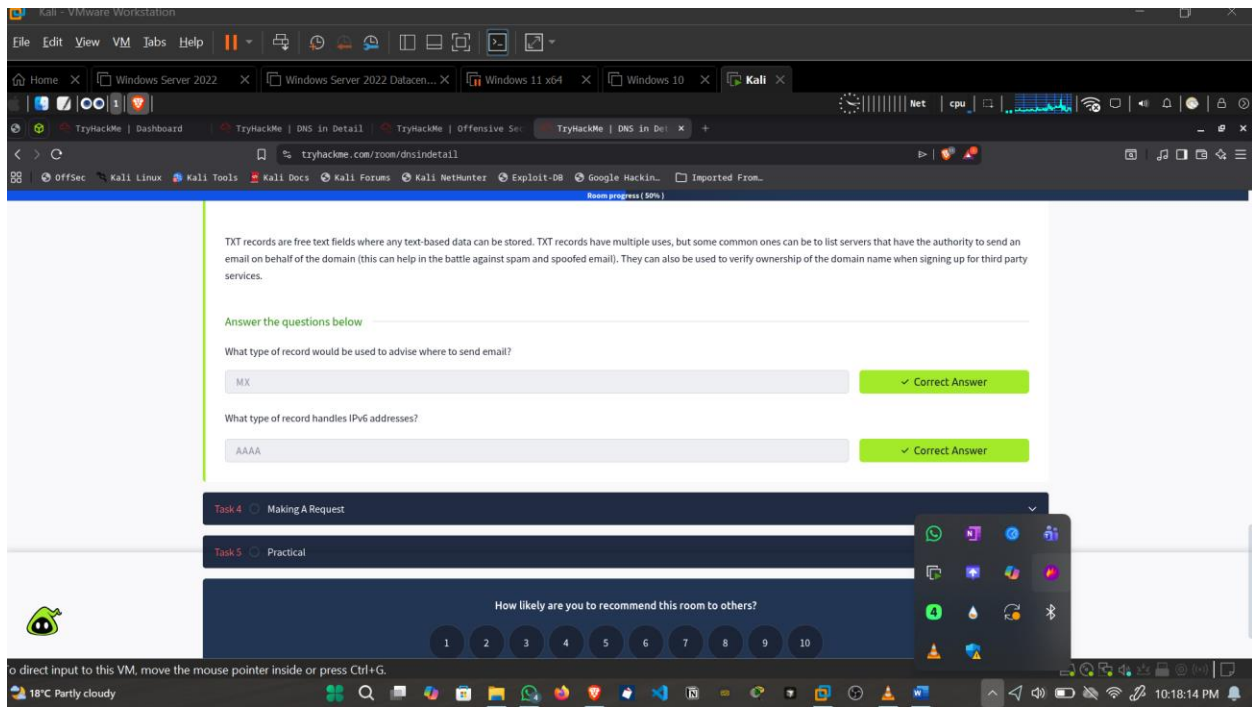 Kali - VMware Workstation
File Edit View VM Tabs Help
Home Windows Server 2022 Windows Server 2022 Datacen... Windows 11 x64 Windows 10 Kali
1 Net cpu
TryHackMe | Dashboard TryHackMe | DNS in Detail TryHackMe | Offensive Sec TryHackMe | DNS in Det
tryhackme.com/room/dnsindetail
OffSec Kali Linux Kali Tools Kali Docs Kali Forums Kali NetHunter Exploit-DB Google Hackin… Imported From…
Room progress ( 50% )
TXT records are free text fields where any text-based data can be stored. TXT records have multiple uses, but some common ones can be to list servers that have the authority to send an
email on behalf of the domain (this can help in the battle against spam and spoofed email). They can also be used to verify ownership of the domain name when signing up for third party
services.
Answer the questions below
What type of record would be used to advise where to send email?
MX
Correct Answer
What type of record handles IPv6 addresses?
AAAA
Correct Answer
Task 4 Making A Request
Task 5 Practical
How likely are you to recommend this room to others?
1 2 3 4 5 6 7 8 9 10
o direct input to this VM, move the mouse pointer inside or press Ctrl+G.
18°C Partly cloudy
10:18:14 PM